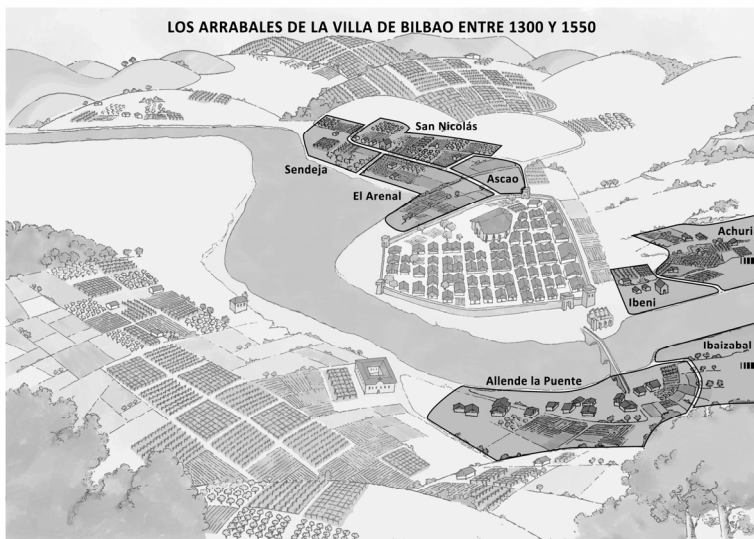 LOS ARRABALES DE LA VILLA DE BILBAO ENTRE 1300 Y 1550
San Nicolás
Sendeja
Ascao
El Arenal
Achuri
Ibeni
Ibaizabal
Allende la Puente